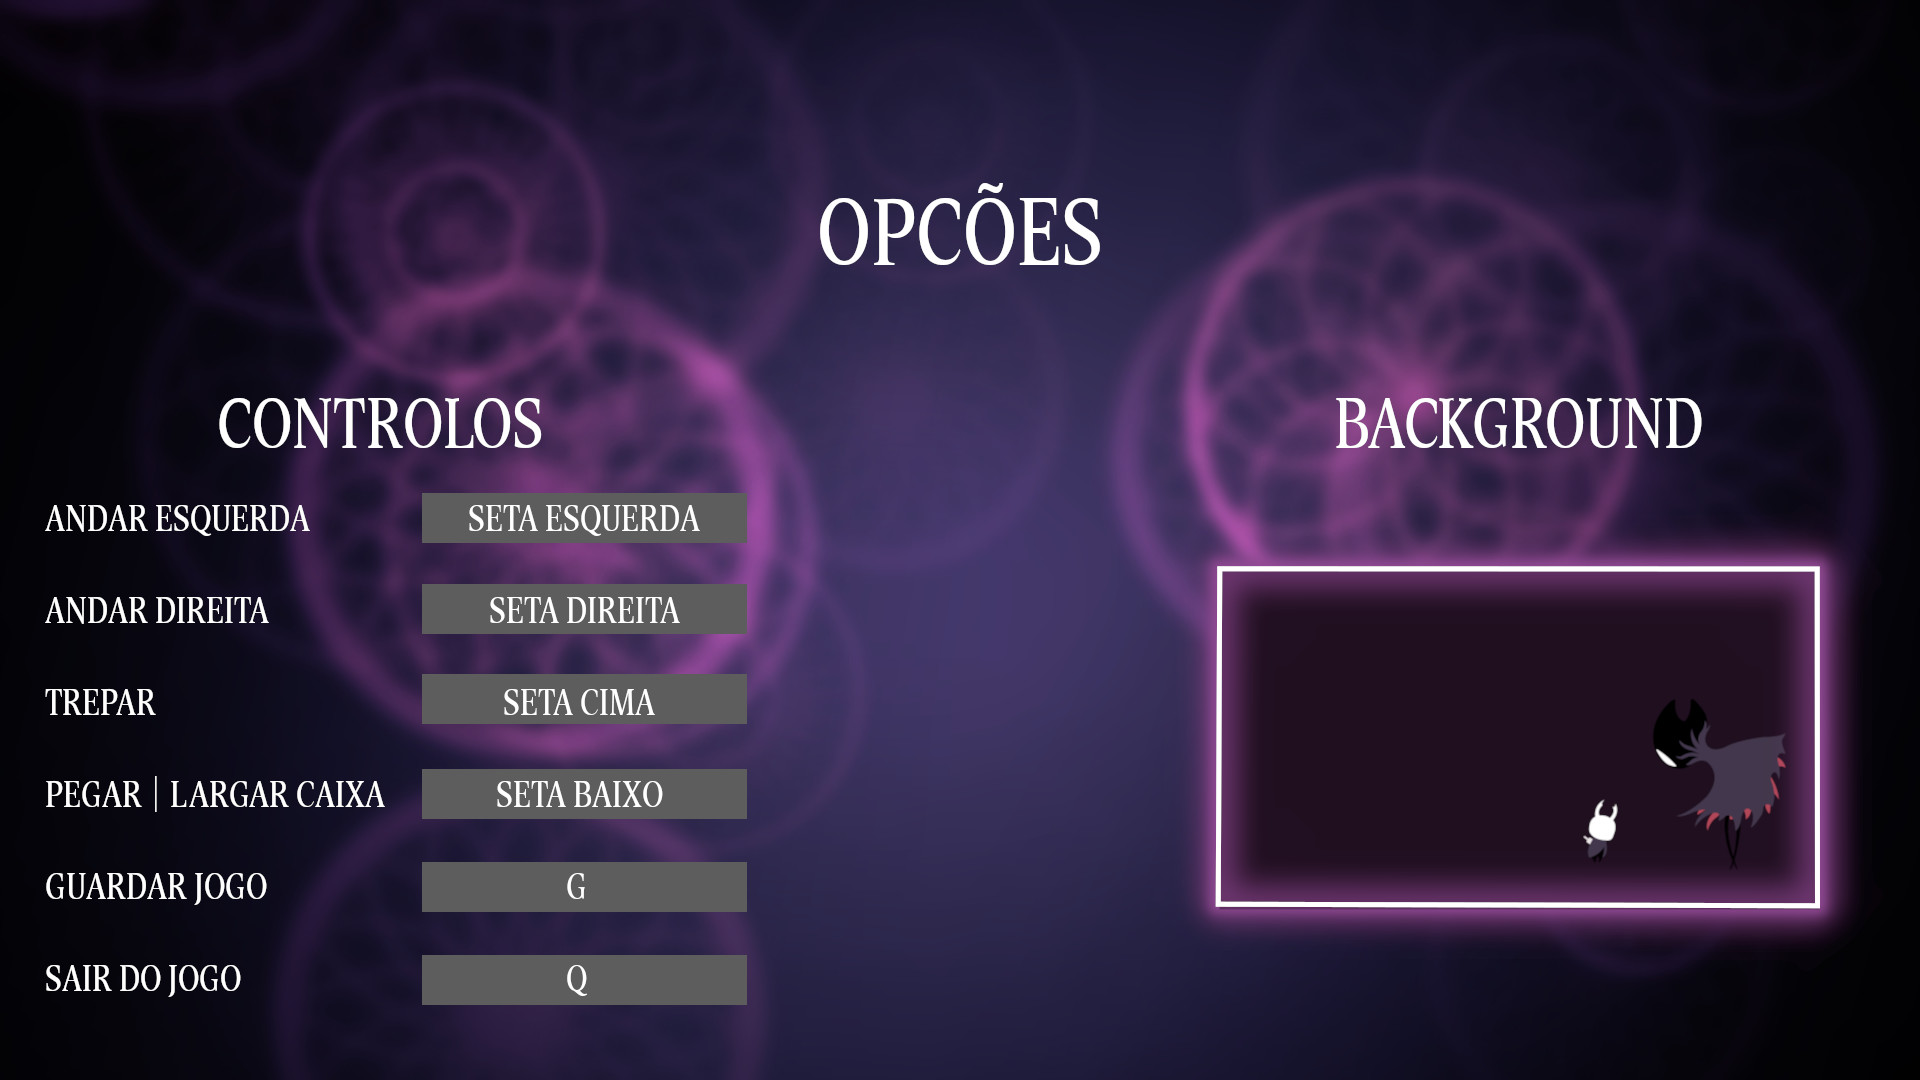 OPCÕES
CONTROLOS
ANDAR ESQUERDA SETA ESQUERDA
ANDAR DIREITA SETA DIREITA
TREPAR SETA CIMA
PEGAR | LARGAR CAIXA SETA BAIXO
GUARDAR JOGO G
SAIR DO JOGO Q
BACKGROUND